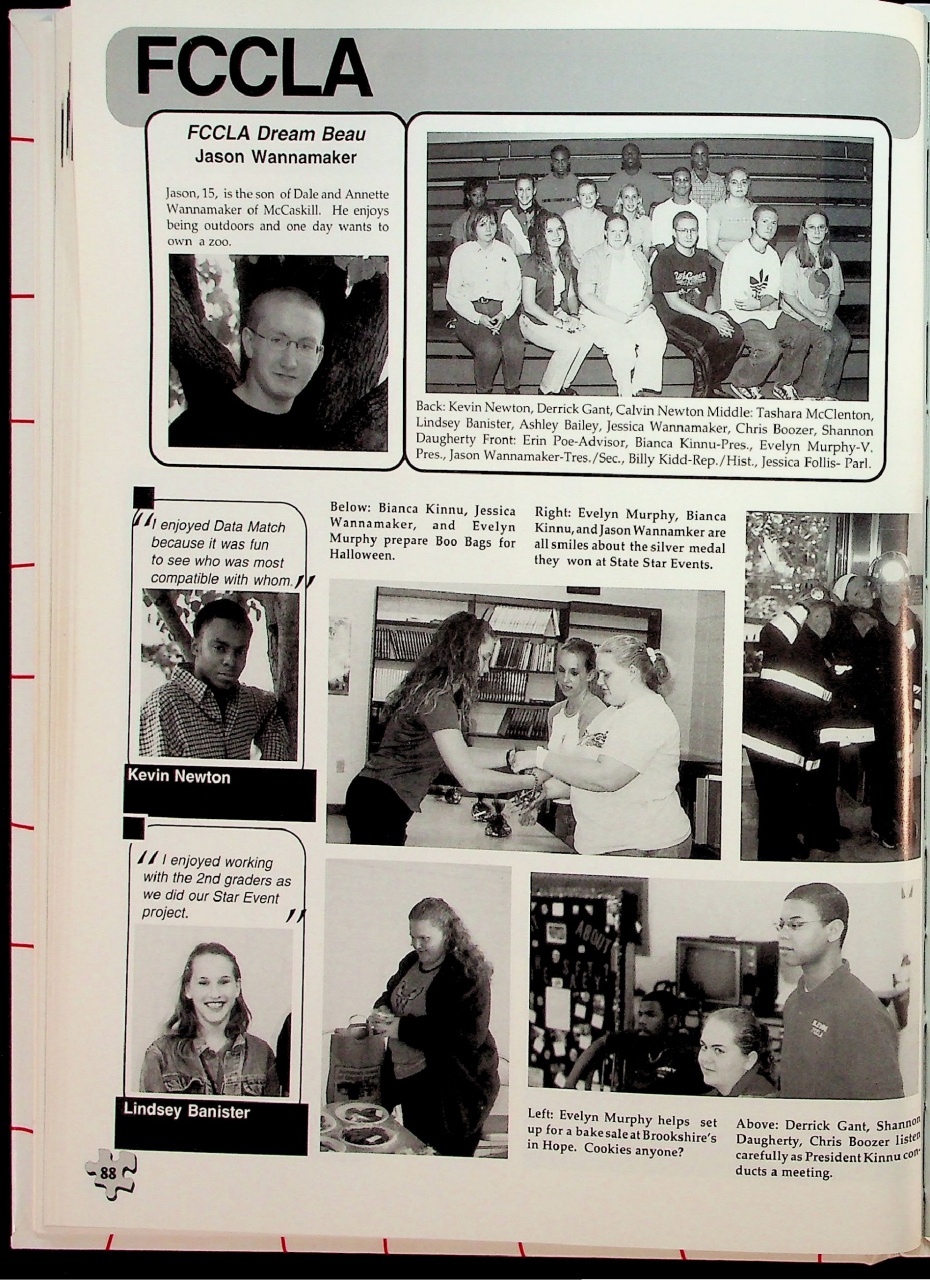 FCCLA
FCCLA Dream Beau
Jason Wannamaker
Jason, 15, is the son of Dale and Annette
Wannamaker of McCaskill. He enjoys
being outdoors and one day wants to
own a zoo.
Back: Kevin Newton, Derrick Gant, Calvin Newton Middle: Tashara McClenton,
Lindsey Banister, Ashley Bailey, Jessica Wannamaker, Chris Boozer, Shannon
Daugherty Front: Erin Poe-Advisor, Bianca Kinnu-Pres., Evelyn Murphy-V.
Pres., Jason Wannamaker-Tres./Sec., Billy Kidd-Rep./Hist., Jessica Follis- Parl.
"I enjoyed Data Match
because it was fun
to see who was most
compatible with whom."
Kevin Newton
Below: Bianca Kinnu, Jessica
Wannamaker, and Evelyn
Murphy prepare Boo Bags for
Halloween.
Right: Evelyn Murphy, Bianca
Kinnu, and Jason Wannamker are
all smiles about the silver medal
they won at State Star Events.
"I enjoyed working
with the 2nd graders as
we did our Star Event
project."
Lindsey Banister
ABOUT
Left: Evelyn Murphy helps set
up for a bake sale at Brookshire's
in Hope. Cookies anyone?
Above: Derrick Gant, Shannon
Daugherty, Chris Boozer listen
carefully as President Kinnu con-
ducts a meeting.
88